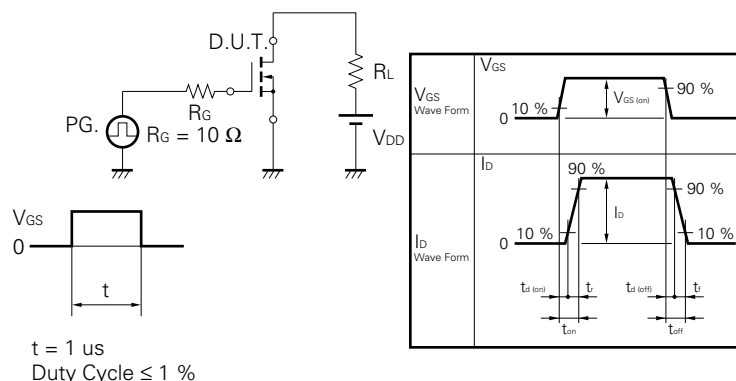 D.U.T.
RL
RG
PG.
RG = 10 Ω
VDD
VGS
0
t
t = 1 us
Duty Cycle ≤ 1 %
VGS
Wave Form
VGS
10 %
0
VGS (on)
90 %
ID
Wave Form
ID
90 %
90 %
10 %
0
ID
10 %
td (on)
tr
td (off)
tf
ton
toff